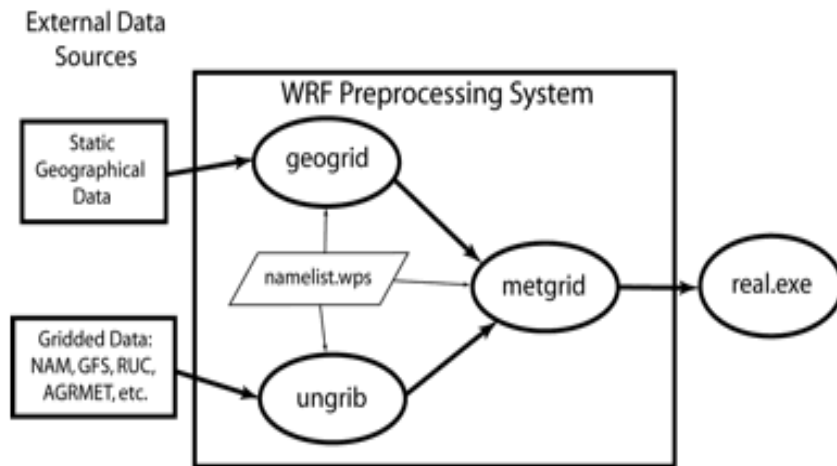 External Data
Sources
WRF Preprocessing System
Static
Geographical
Data
geogrid
namelist.wps
metgrid
real.exe
Gridded Data:
NAM, GFS, RUC,
AGRMET, etc.
ungrib